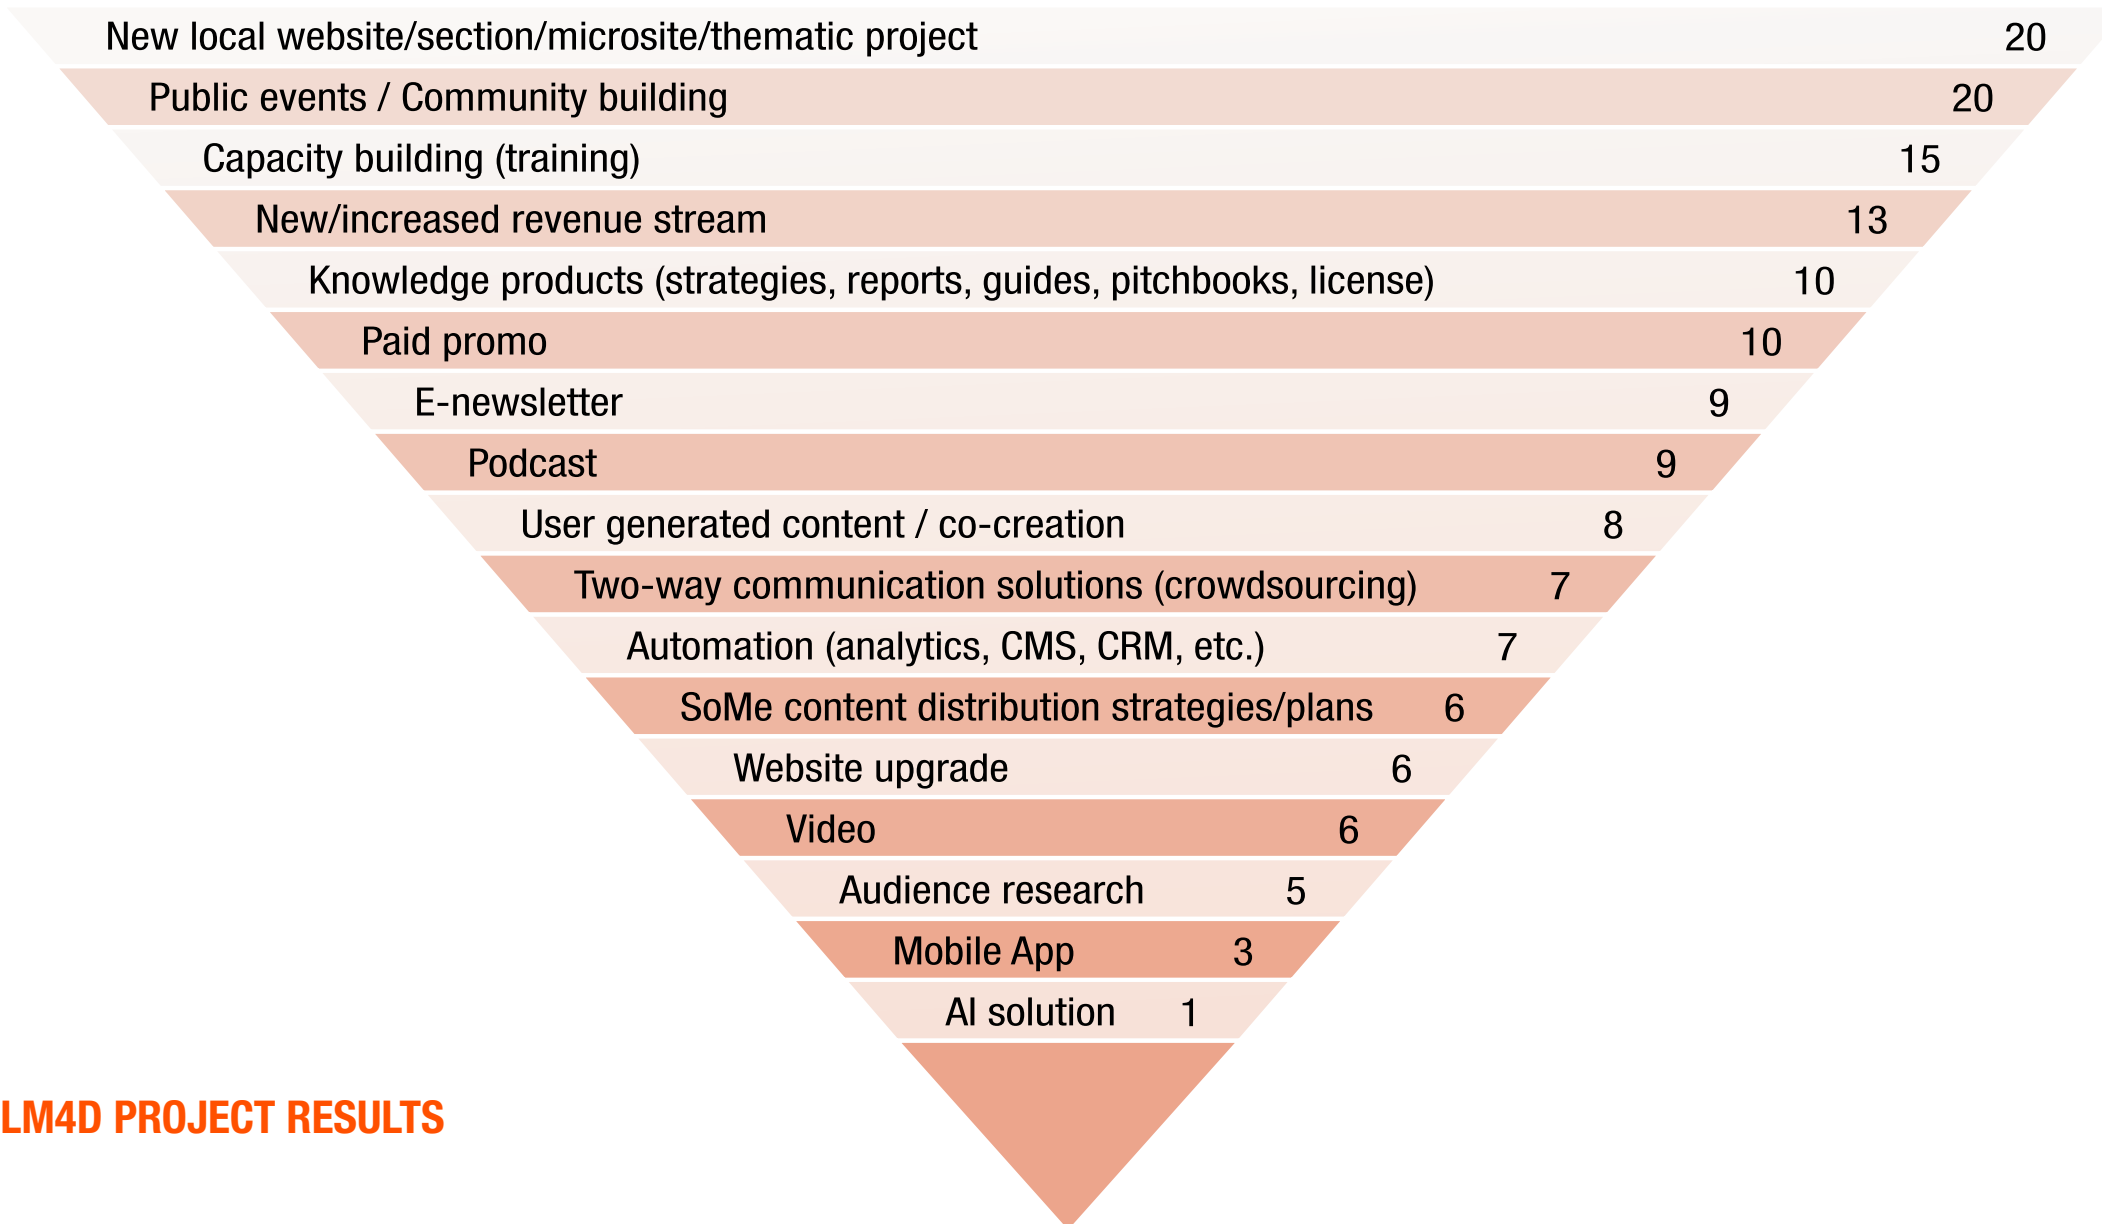 New local website/section/microsite/thematic project 20
Public events / Community building 20
Capacity building (training) 15
New/increased revenue stream 13
Knowledge products (strategies, reports, guides, pitchbooks, license) 10
Paid promo 10
E-newsletter 9
Podcast 9
User generated content / co-creation 8
Two-way communication solutions (crowdsourcing) 7
Automation (analytics, CMS, CRM, etc.) 7
SoMe content distribution strategies/plans 6
Website upgrade 6
Video 6
Audience research 5
Mobile App 3
AI solution 1
LM4D PROJECT RESULTS